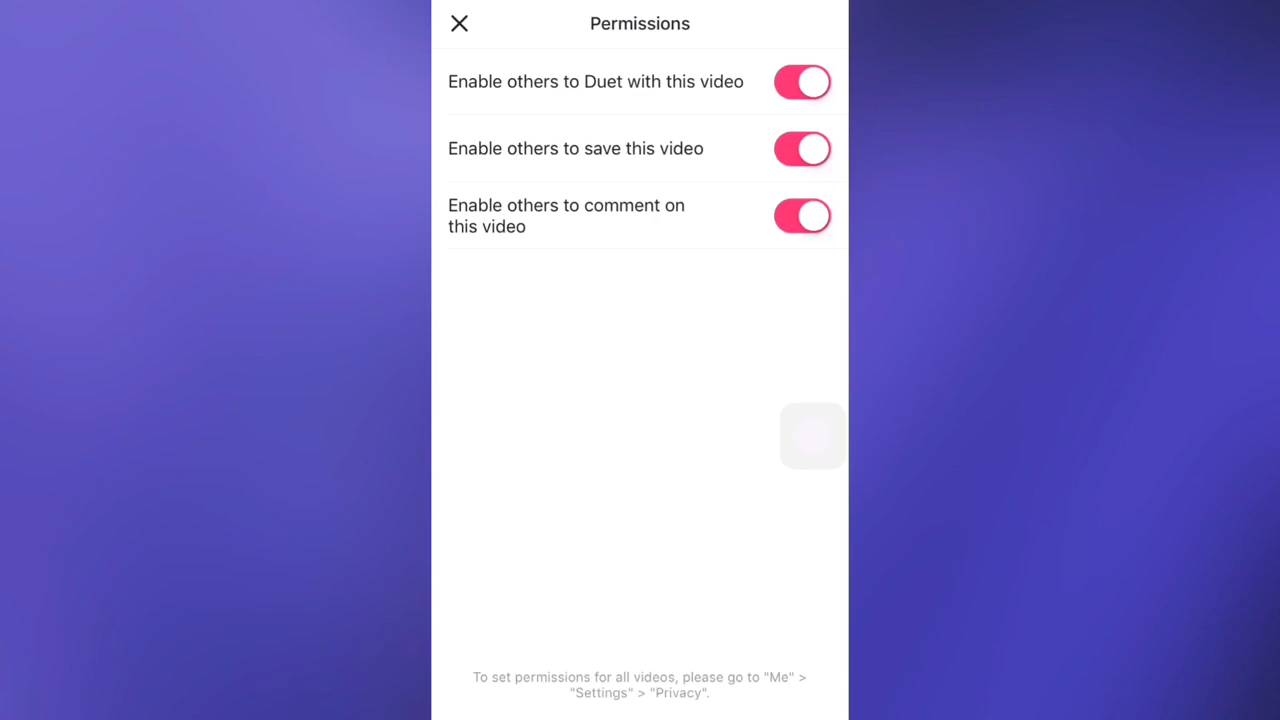 Permissions
Enable others to Duet with this video
Enable others to save this video
Enable others to comment on
this video
To set permissions for all videos, please go to "Me" >
"Settings" > "Privacy".